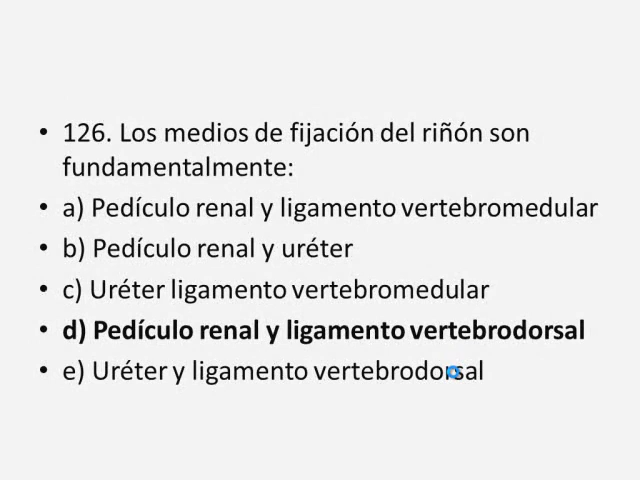 • 126. Los medios de fijación del riñón son
fundamentalmente:
• a) Pedículo renal y ligamento vertebromedular
• b) Pedículo renal y uréter
• c) Uréter ligamento vertebromedular
• d) Pedículo renal y ligamento vertebrodorsal
• e) Uréter y ligamento vertebrodorsal